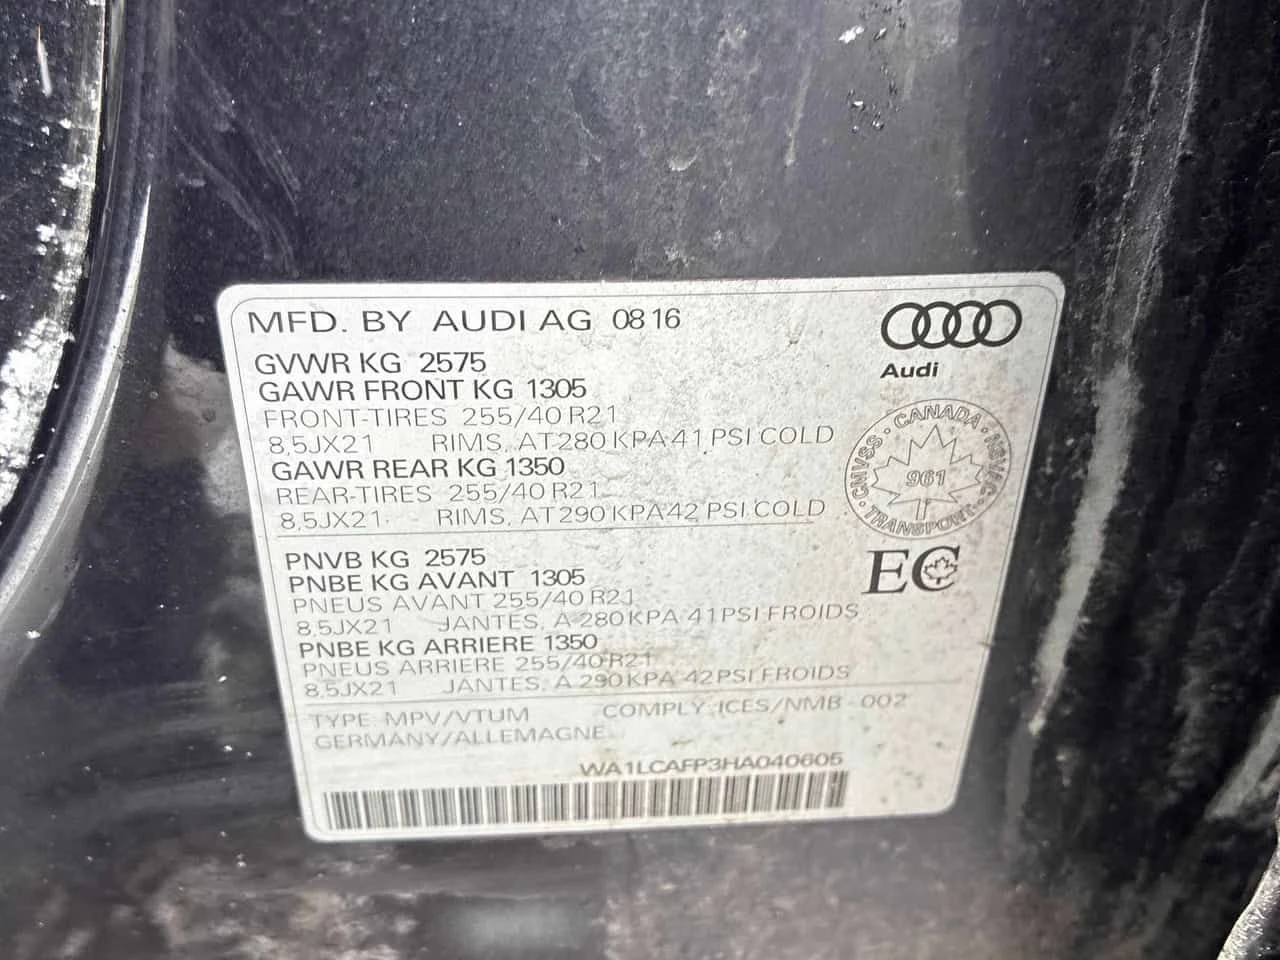 MFD. BY AUDI AG 08 16
Audi
GVWR KG 2575
GAWR FRONT KG 1305
FRONT-TIRES 255/40 R21
8,5JX21 RIMS, AT 280 KPA 41 PSI COLD
GAWR REAR KG 1350
REAR-TIRES 255/40 R21
8,5JX21 RIMS, AT 290 KPA 42 PSI COLD
CMVSS · CANADA · NSVAC · TRANSPORT
961
EC
PNVB KG 2575
PNBE KG AVANT 1305
PNEUS AVANT 255/40 R21
8,5JX21 JANTES, A 280 KPA 41 PSI FROIDS
PNBE KG ARRIERE 1350
PNEUS ARRIERE 255/40 R21
8,5JX21 JANTES, A 290 KPA 42 PSI FROIDS
TYPE: MPV/VTUM COMPLY: ICES/NMB - 002
GERMANY/ALLEMAGNE
WA1LCAFP3HA040605